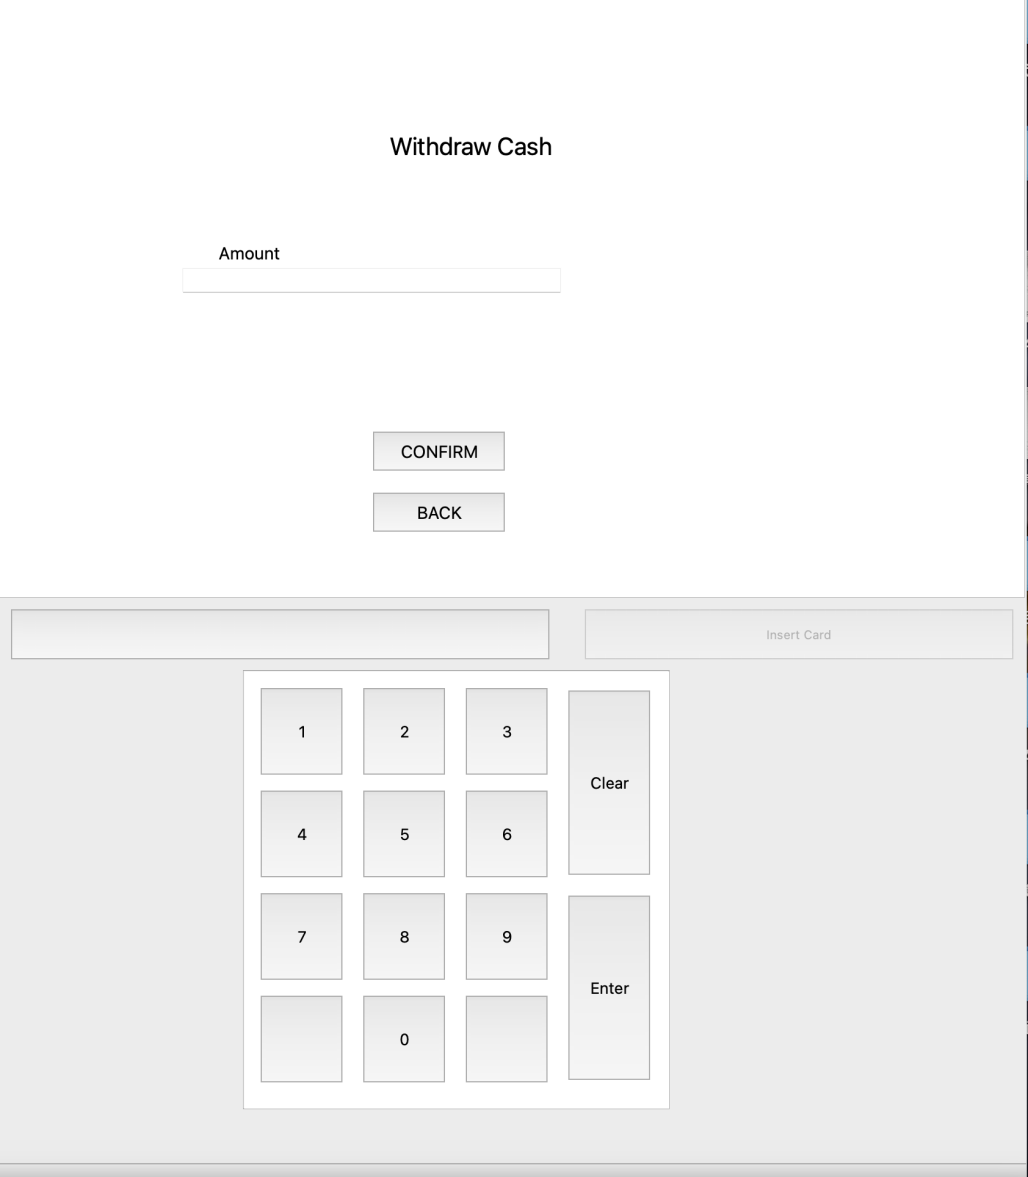 Withdraw Cash
Amount
CONFIRM
BACK
Insert Card
1 2 3
Clear
4 5 6
7 8 9
Enter
0